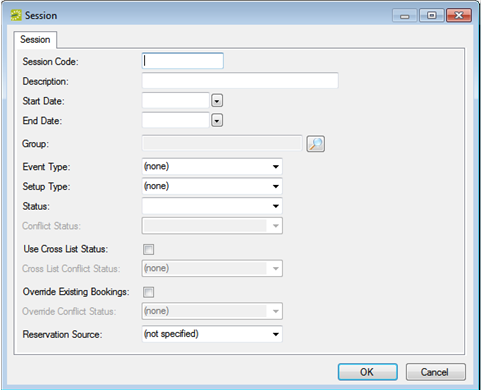 Session
Session
Session Code:
Description:
Start Date:
End Date:
Group:
Event Type: (none)
Setup Type: (none)
Status:
Conflict Status:
Use Cross List Status:
Cross List Conflict Status: (none)
Override Existing Bookings:
Override Conflict Status: (none)
Reservation Source: (not specified)
OK Cancel